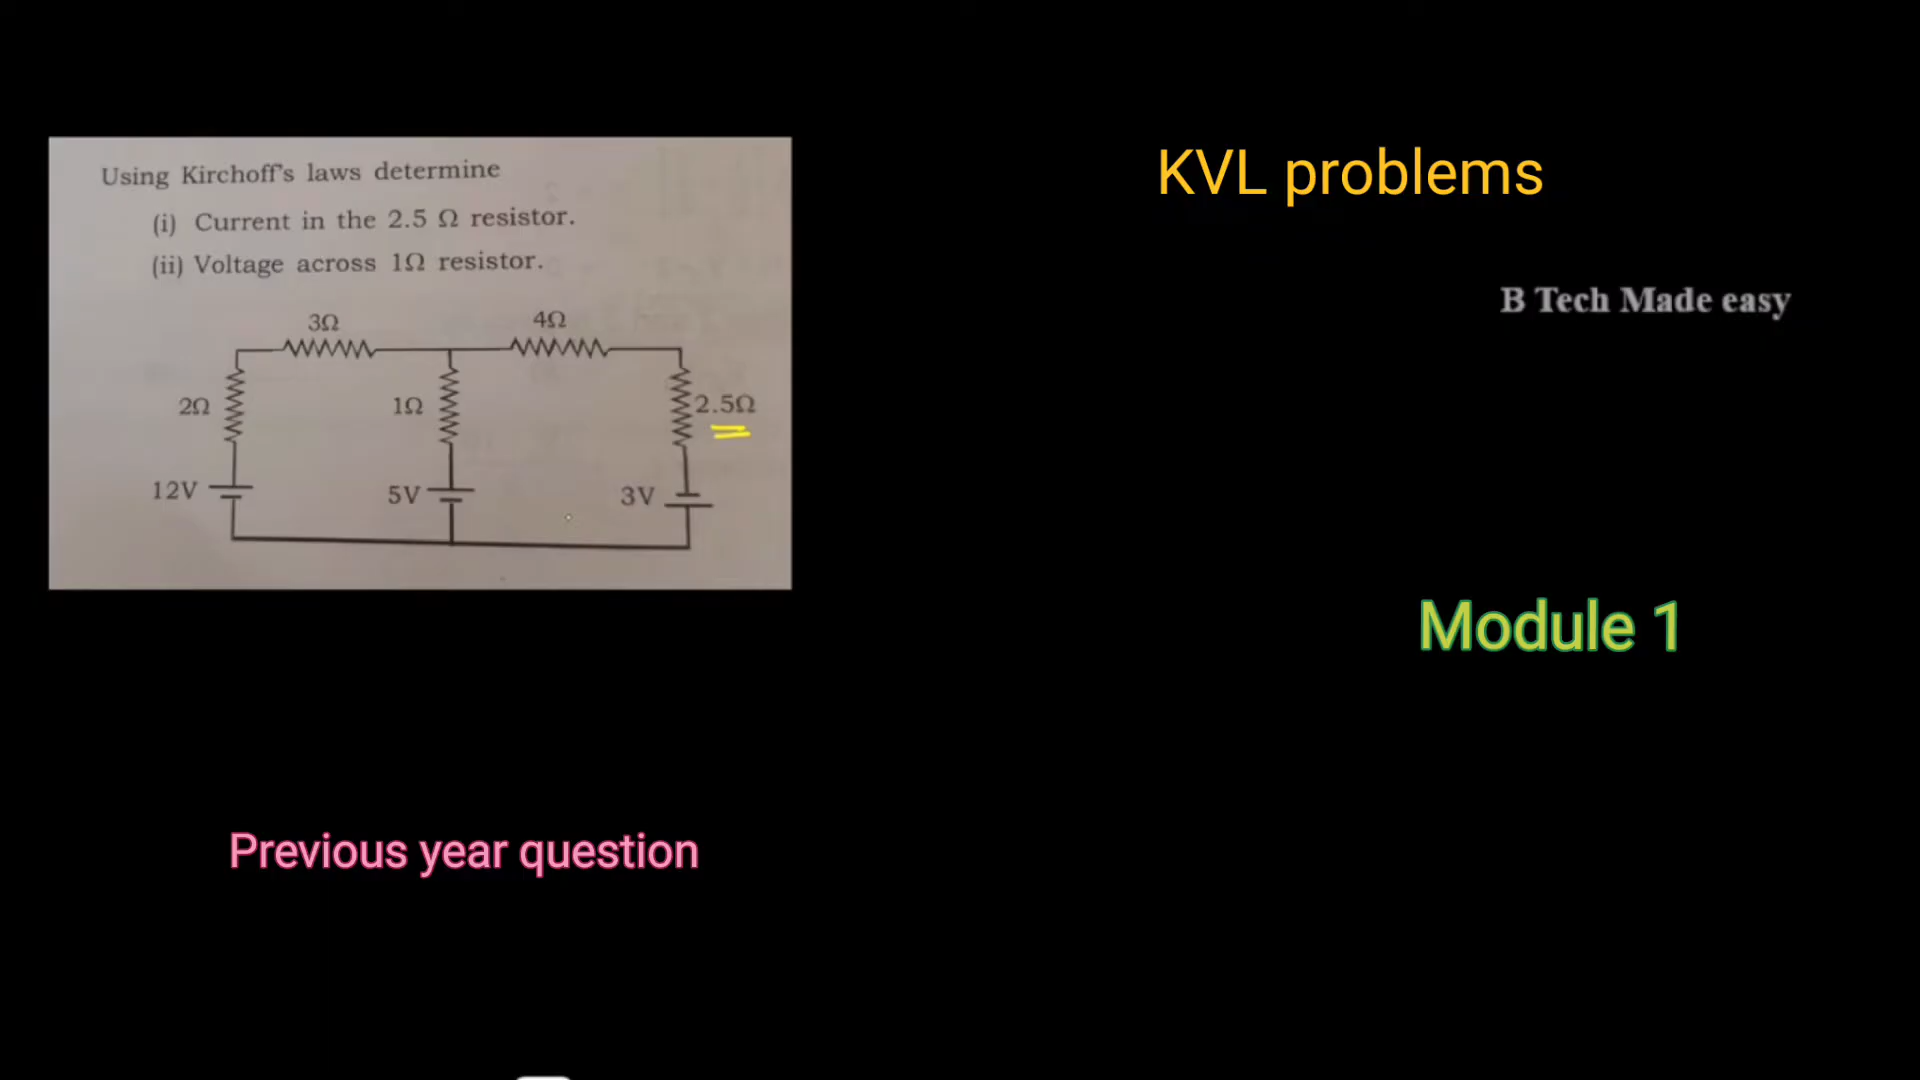 Using Kirchoff's laws determine
(i) Current in the 2.5 Ω resistor.
(ii) Voltage across 1Ω resistor.
3Ω 4Ω
2Ω 1Ω 2.5Ω
12V 5V 3V
KVL problems
B Tech Made easy
Module 1
Previous year question